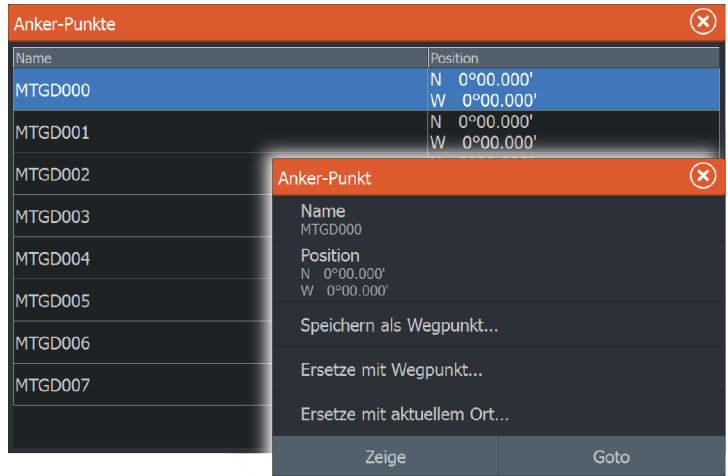 Anker-Punkte
Name Position
MTGD000 N 0°00.000'
W 0°00.000'
MTGD001 N 0°00.000'
W 0°00.000'
MTGD002
MTGD003
MTGD004
MTGD005
MTGD006
MTGD007
Anker-Punkt
Name
MTGD000
Position
N 0°00.000'
W 0°00.000'
Speichern als Wegpunkt...
Ersetze mit Wegpunkt...
Ersetze mit aktuellem Ort...
Zeige Goto